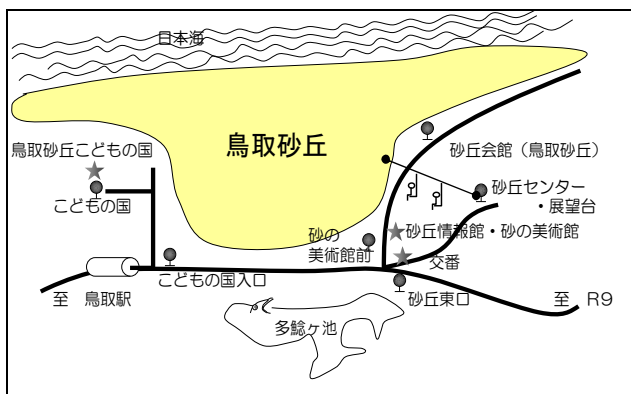 日本海
鳥取砂丘
鳥取砂丘こどもの国
こどもの国
砂丘会館（鳥取砂丘）
砂丘センター
・展望台
砂の
美術館前
砂丘情報館・砂の美術館
交番
こどもの国入口
至 鳥取駅
砂丘東口
至 R9
多鯰ヶ池